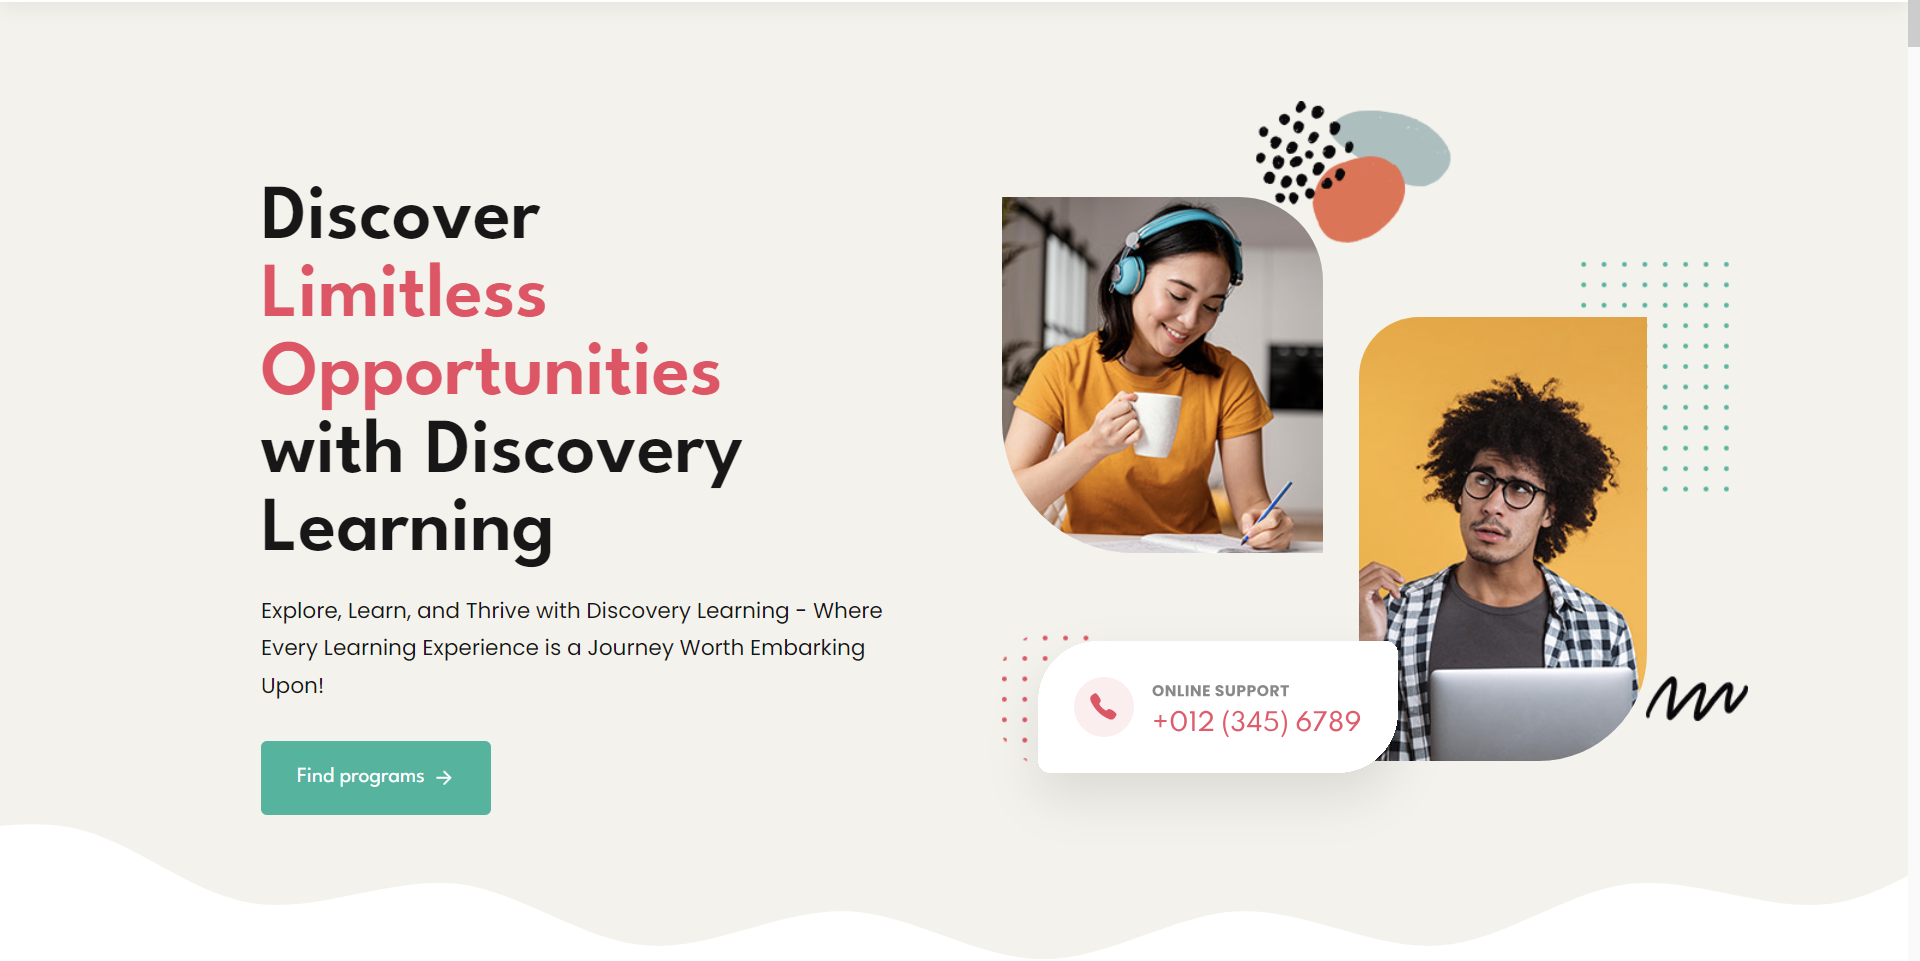 Discover
Limitless
Opportunities
with Discovery
Learning
Explore, Learn, and Thrive with Discovery Learning - Where
Every Learning Experience is a Journey Worth Embarking
Upon!
Find programs →
ONLINE SUPPORT
+012 (345) 6789